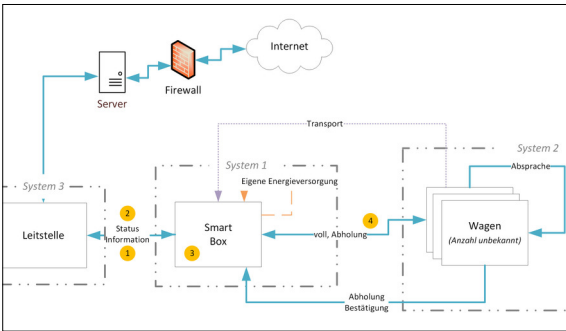 Internet
Firewall
Server
Transport
System 3
System 1
System 2
Absprache
Eigene Energieversorgung
2
Status
Information
1
Leitstelle
Smart
Box
3
4
voll, Abholung
Wagen
(Anzahl unbekannt)
Abholung
Bestätigung